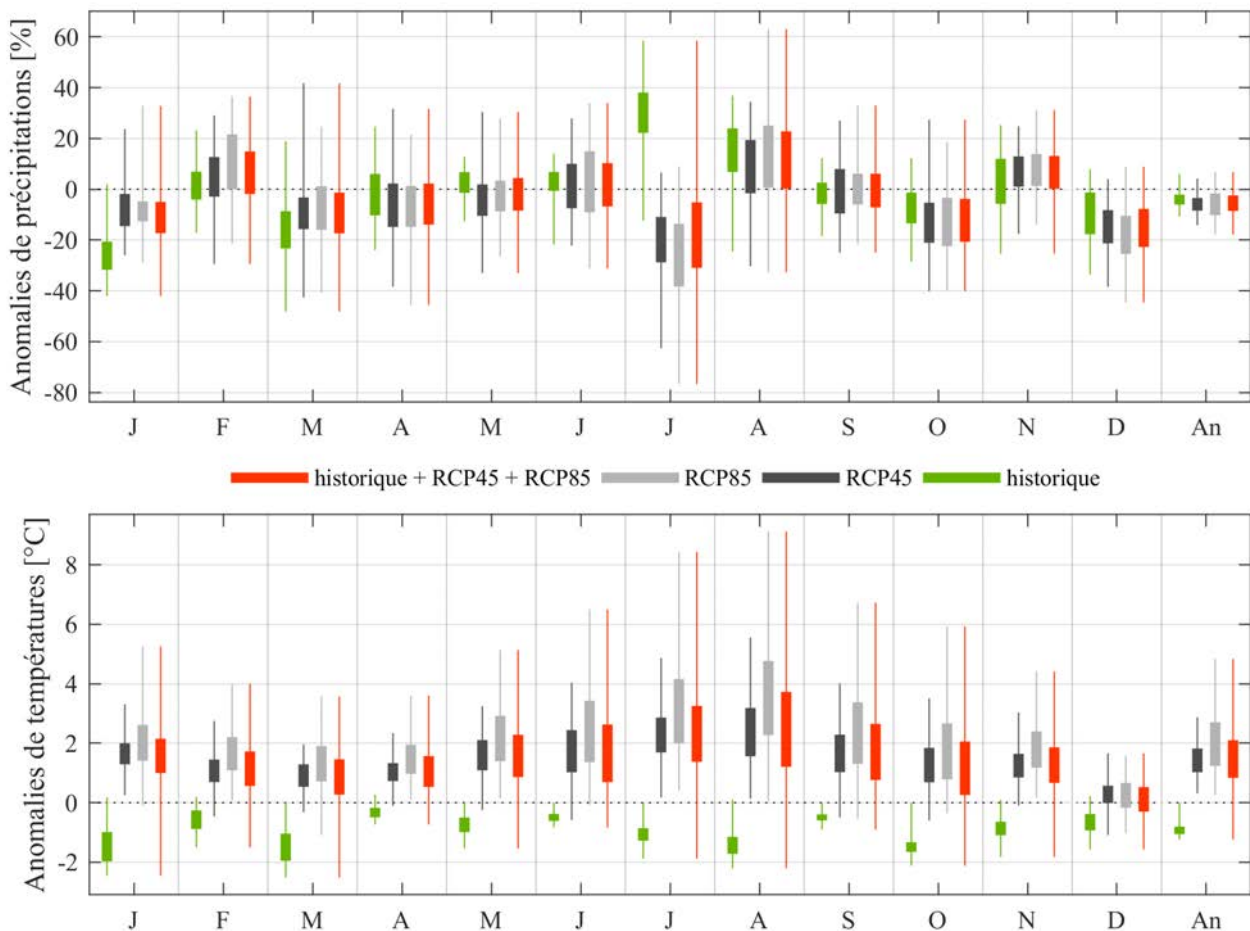 Anomalies de précipitations [%]
60
40
20
0
-20
-40
-60
-80
J F M A M J J A S O N D An
historique + RCP45 + RCP85 RCP85 RCP45 historique
Anomalies de températures [°C]
8
6
4
2
0
-2
J F M A M J J A S O N D An